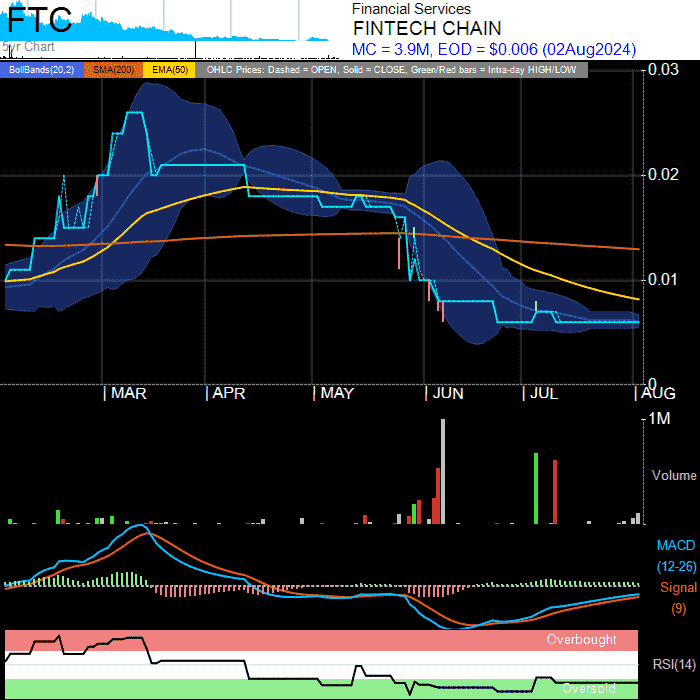 FTC
5yr Chart
Financial Services
FINTECH CHAIN
MC = 3.9M, EOD = $0.006 (02Aug2024)
BollBands(20,2) SMA(200) EMA(50) OHLC Prices: Dashed = OPEN, Solid = CLOSE, Green/Red bars = Intra-day HIGH/LOW
0.03
0.02
0.01
0
| MAR | APR | MAY | JUN | JUL | AUG
1M
Volume
MACD
(12-26)
Signal
(9)
Overbought
RSI(14)
Oversold